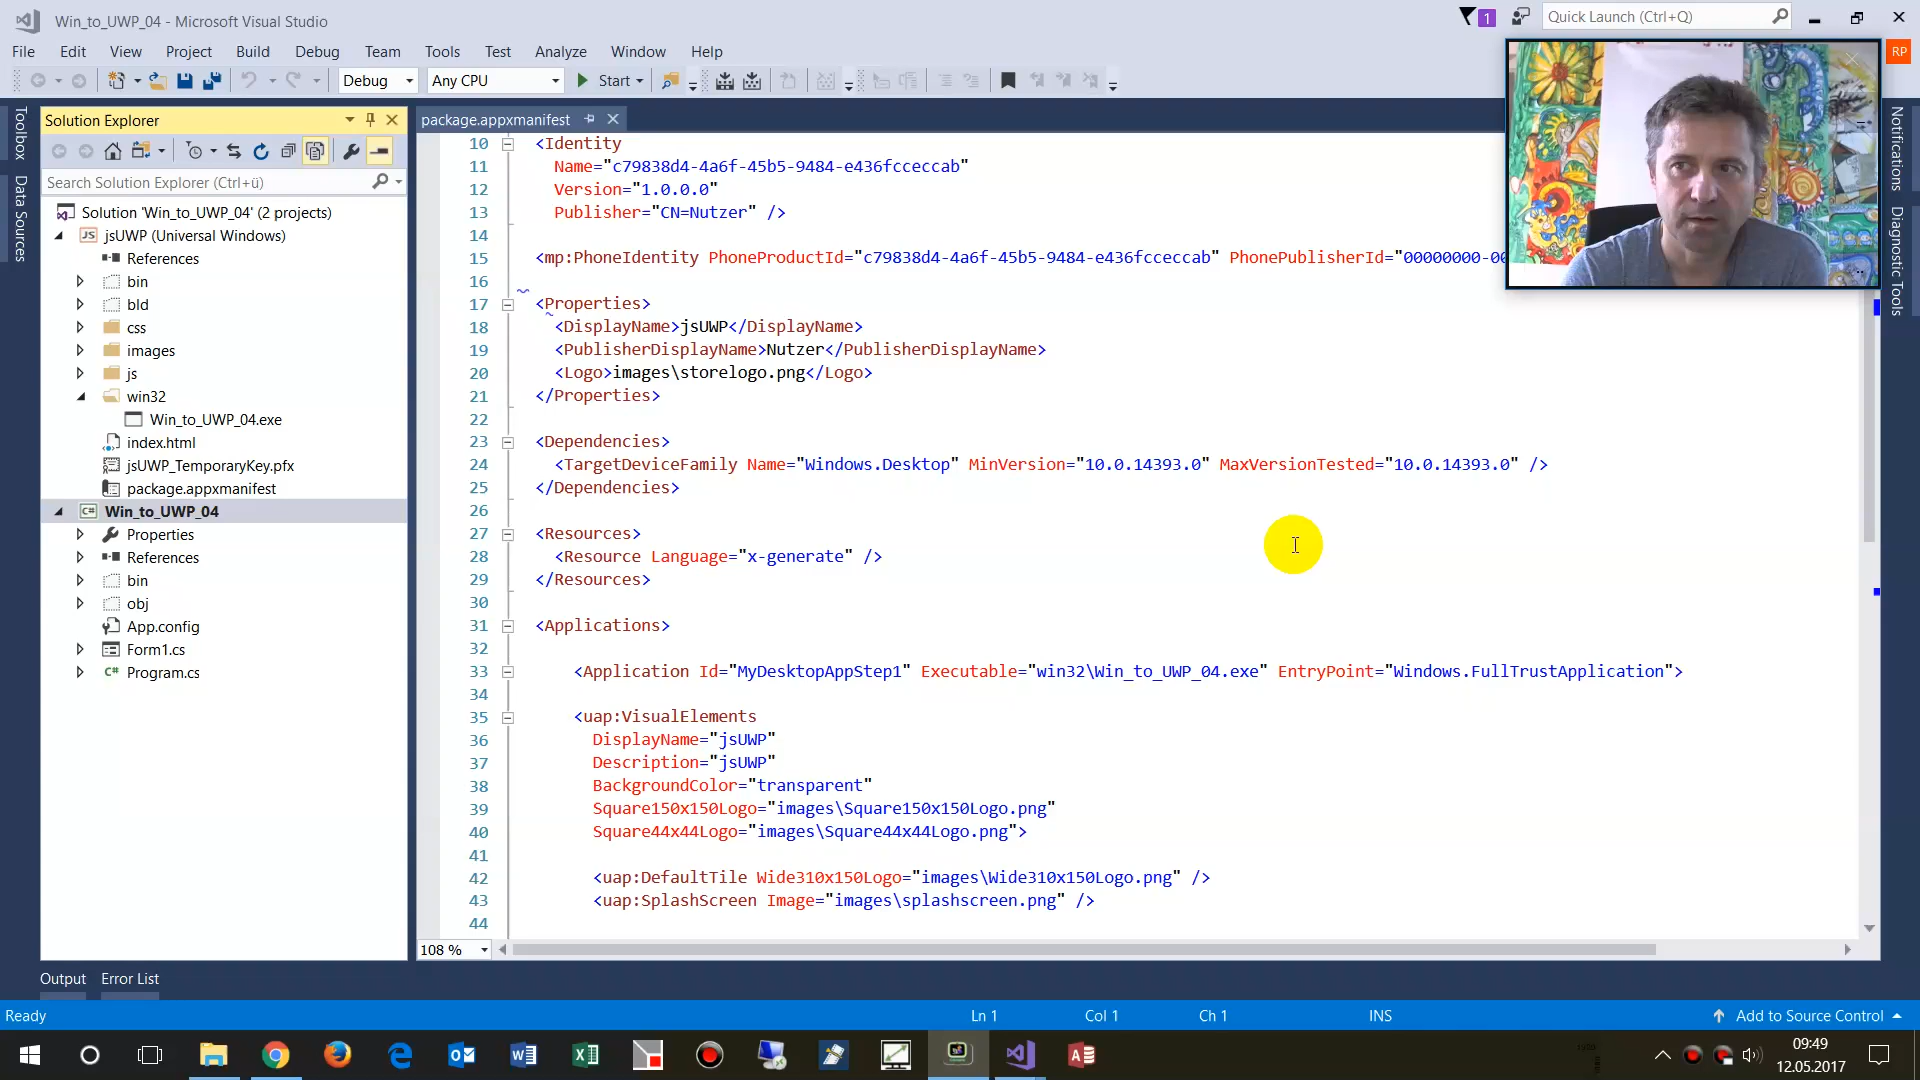 Win_to_UWP_04 - Microsoft Visual Studio
1
Quick Launch (Ctrl+Q)
File Edit View Project Build Debug Team Tools Test Analyze Window Help
RP
Debug Any CPU Start
Toolbox
Data Sources
Solution Explorer
Search Solution Explorer (Ctrl+ü)
Solution 'Win_to_UWP_04' (2 projects)
JS jsUWP (Universal Windows)
References
bin
bld
css
images
js
win32
Win_to_UWP_04.exe
index.html
jsUWP_TemporaryKey.pfx
package.appxmanifest
C# Win_to_UWP_04
Properties
References
bin
obj
App.config
Form1.cs
C# Program.cs
package.appxmanifest
10 <Identity
11 Name="c79838d4-4a6f-45b5-9484-e436fcceccab"
12 Version="1.0.0.0"
13 Publisher="CN=Nutzer" />
14
15 <mp:PhoneIdentity PhoneProductId="c79838d4-4a6f-45b5-9484-e436fcceccab" PhonePublisherId="00000000-00
16
17 <Properties>
18 <DisplayName>jsUWP</DisplayName>
19 <PublisherDisplayName>Nutzer</PublisherDisplayName>
20 <Logo>images\storelogo.png</Logo>
21 </Properties>
22
23 <Dependencies>
24 <TargetDeviceFamily Name="Windows.Desktop" MinVersion="10.0.14393.0" MaxVersionTested="10.0.14393.0" />
25 </Dependencies>
26
27 <Resources>
28 <Resource Language="x-generate" />
29 </Resources>
30
31 <Applications>
32
33 <Application Id="MyDesktopAppStep1" Executable="win32\Win_to_UWP_04.exe" EntryPoint="Windows.FullTrustApplication">
34
35 <uap:VisualElements
36 DisplayName="jsUWP"
37 Description="jsUWP"
38 BackgroundColor="transparent"
39 Square150x150Logo="images\Square150x150Logo.png"
40 Square44x44Logo="images\Square44x44Logo.png">
41
42 <uap:DefaultTile Wide310x150Logo="images\Wide310x150Logo.png" />
43 <uap:SplashScreen Image="images\splashscreen.png" />
44
108 %
Notifications
Diagnostic Tools
Output Error List
Ready Ln 1 Col 1 Ch 1 INS Add to Source Control
09:49
12.05.2017